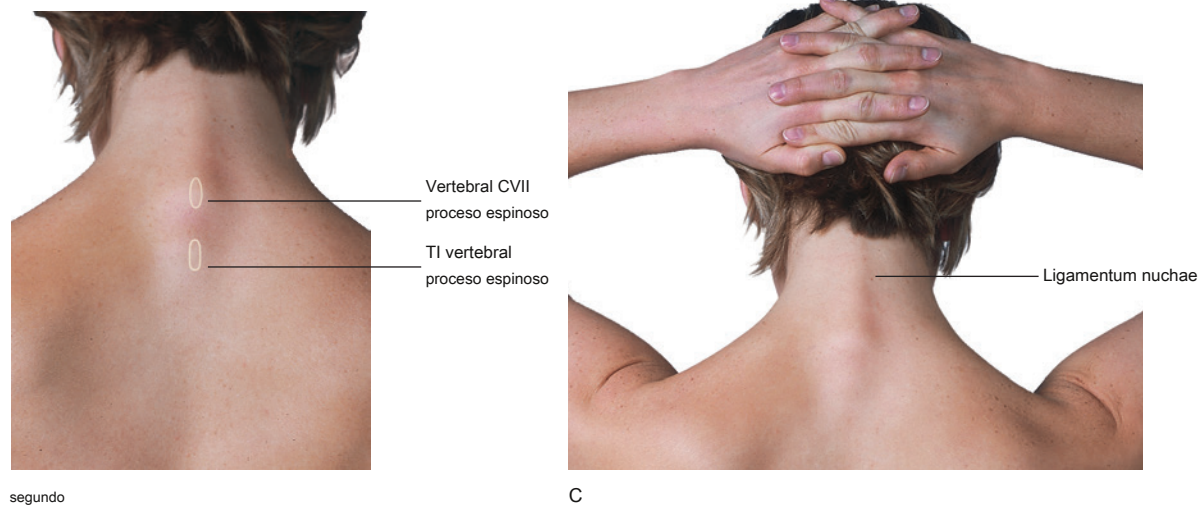 Vertebral CVII
proceso espinoso
TI vertebral
proceso espinoso
Ligamentum nuchae
segundo
C